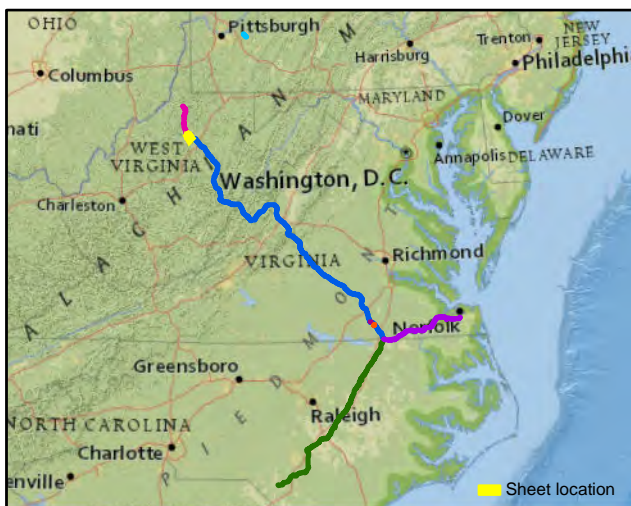 OHIO
Pittsburgh
NEW
JERSEY
Trenton
Harrisburg
Columbus
Philadelphia
MARYLAND
nati
Dover
WEST
VIRGINIA
Annapolis
DELAWARE
Washington, D.C.
Charleston
Richmond
VIRGINIA
Norfolk
Greensboro
Raleigh
NORTH CAROLINA
Charlotte
enville
A P P A L A C H I A N M
P I E D M O N T
Sheet location